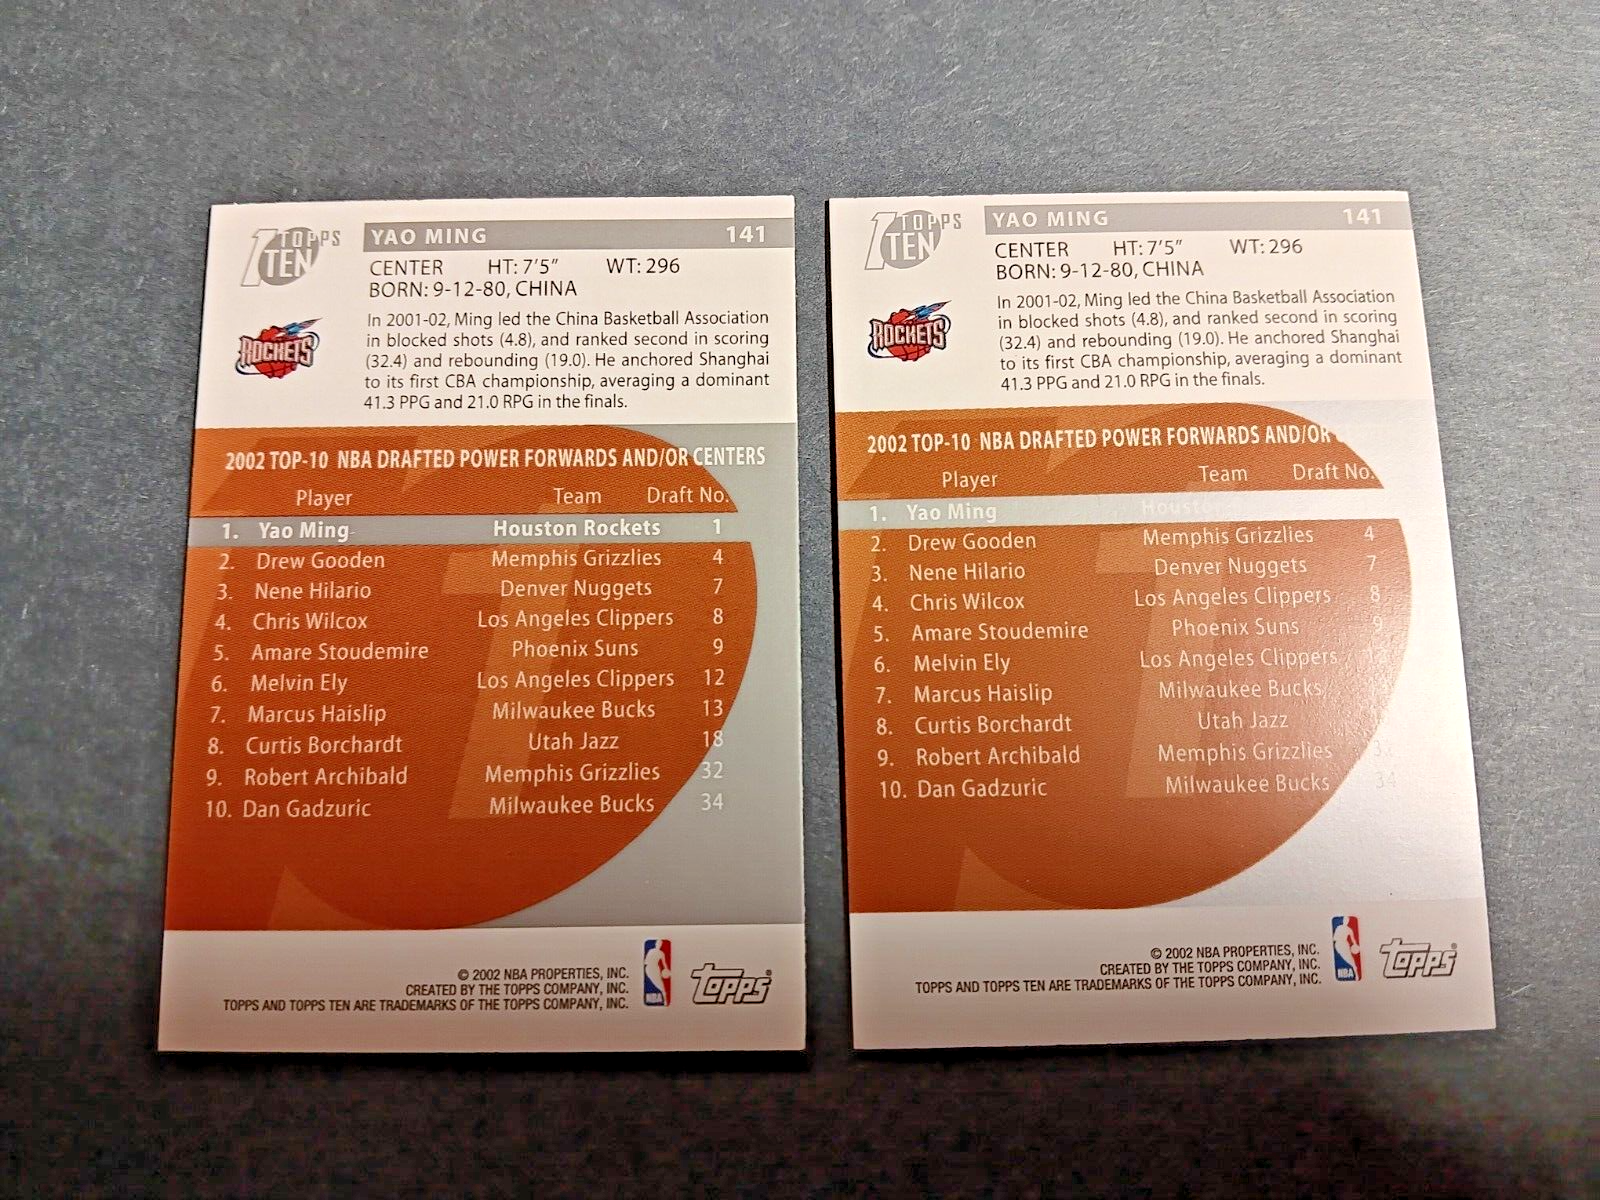 1 TOPPS TEN
YAO MING 141
CENTER HT: 7'5" WT: 296
BORN: 9-12-80, CHINA
ROCKETS
In 2001-02, Ming led the China Basketball Association
in blocked shots (4.8), and ranked second in scoring
(32.4) and rebounding (19.0). He anchored Shanghai
to its first CBA championship, averaging a dominant
41.3 PPG and 21.0 RPG in the finals.
2002 TOP-10 NBA DRAFTED POWER FORWARDS AND/OR CENTERS
Player Team Draft No.
1. Yao Ming Houston Rockets 1
2. Drew Gooden Memphis Grizzlies 4
3. Nene Hilario Denver Nuggets 7
4. Chris Wilcox Los Angeles Clippers 8
5. Amare Stoudemire Phoenix Suns 9
6. Melvin Ely Los Angeles Clippers 12
7. Marcus Haislip Milwaukee Bucks 13
8. Curtis Borchardt Utah Jazz 18
9. Robert Archibald Memphis Grizzlies 32
10. Dan Gadzuric Milwaukee Bucks 34
© 2002 NBA PROPERTIES, INC.
CREATED BY THE TOPPS COMPANY, INC.
TOPPS AND TOPPS TEN ARE TRADEMARKS OF THE TOPPS COMPANY, INC.
NBA
Topps®
1 TOPPS TEN
YAO MING 141
CENTER HT: 7'5" WT: 296
BORN: 9-12-80, CHINA
ROCKETS
In 2001-02, Ming led the China Basketball Association
in blocked shots (4.8), and ranked second in scoring
(32.4) and rebounding (19.0). He anchored Shanghai
to its first CBA championship, averaging a dominant
41.3 PPG and 21.0 RPG in the finals.
2002 TOP-10 NBA DRAFTED POWER FORWARDS AND/OR
Player Team Draft No.
1. Yao Ming Houston
2. Drew Gooden Memphis Grizzlies 4
3. Nene Hilario Denver Nuggets 7
4. Chris Wilcox Los Angeles Clippers 8
5. Amare Stoudemire Phoenix Suns 9
6. Melvin Ely Los Angeles Clippers
7. Marcus Haislip Milwaukee Bucks
8. Curtis Borchardt Utah Jazz
9. Robert Archibald Memphis Grizzlies 32
10. Dan Gadzuric Milwaukee Bucks 34
© 2002 NBA PROPERTIES, INC.
CREATED BY THE TOPPS COMPANY, INC.
TOPPS AND TOPPS TEN ARE TRADEMARKS OF THE TOPPS COMPANY, INC.
NBA
Topps®